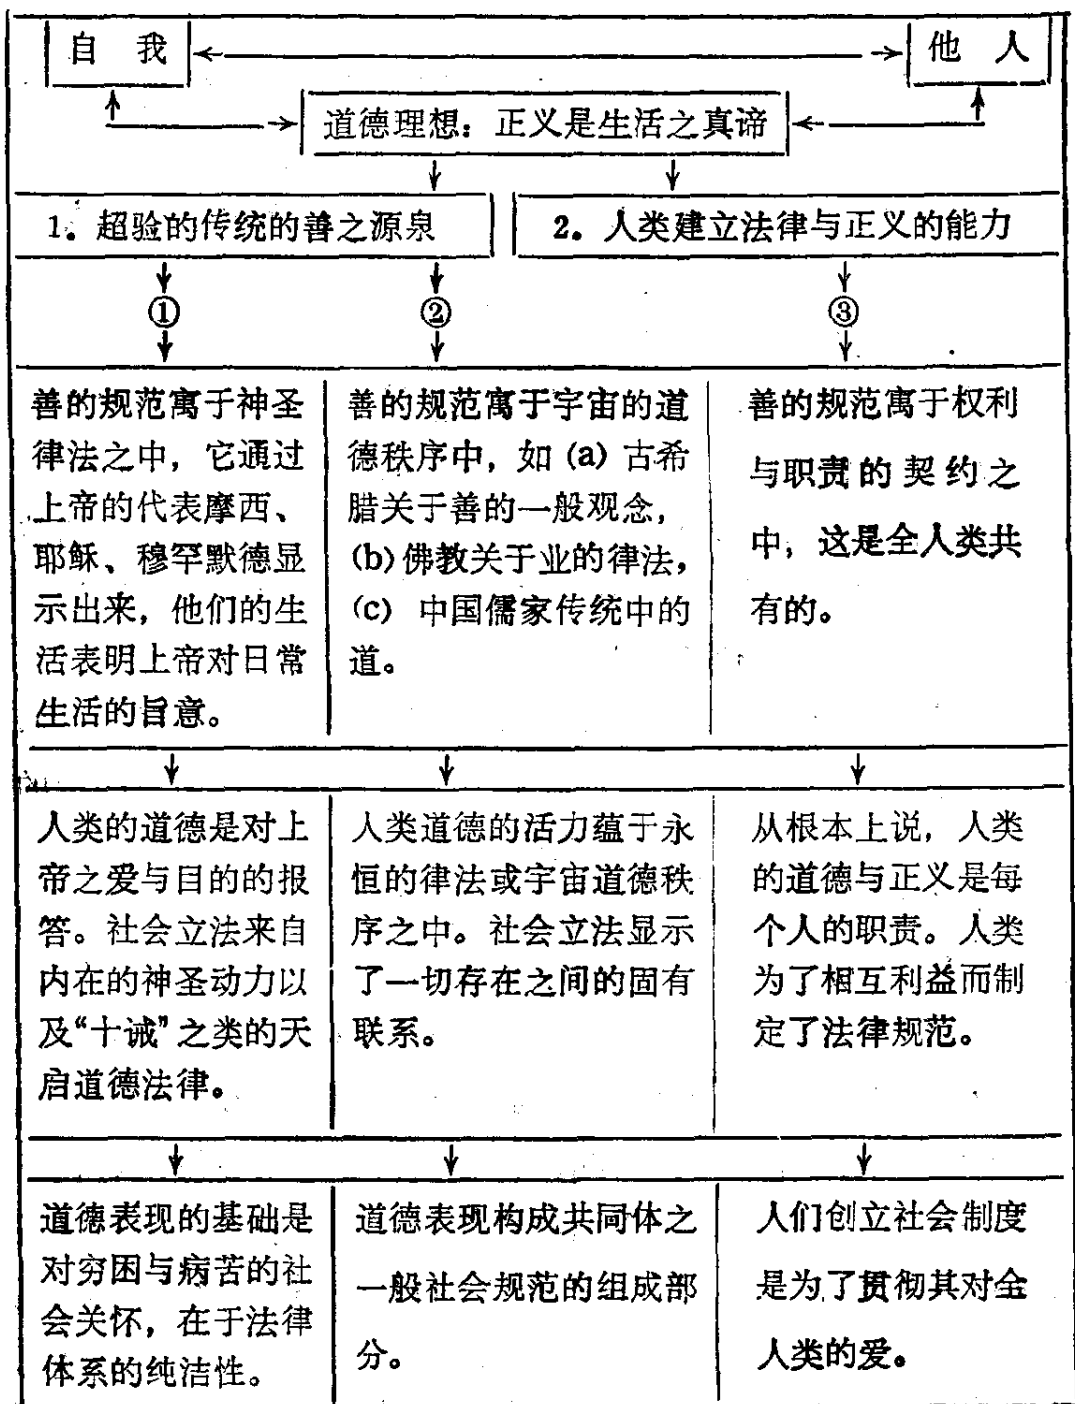 自 我
他 人
道德理想：正义是生活之真谛
1。超验的传统的善之源泉
2。人类建立法律与正义的能力
①
②
③
善的规范寓于神圣
律法之中，它通过
上帝的代表摩西、
耶稣、穆罕默德显
示出来，他们的生
活表明上帝对日常
生活的旨意。
善的规范寓于宇宙的道
德秩序中，如(a)古希
腊关于善的一般观念，
(b)佛教关于业的律法，
(c) 中国儒家传统中的
道。
善的规范寓于权利
与职责的契约之
中，这是全人类共
有的。
人类的道德是对上
帝之爱与目的的报
答。社会立法来自
内在的神圣动力以
及“十诫”之类的天
启道德法律。
人类道德的活力蕴于永
恒的律法或宇宙道德秩
序之中。社会立法显示
了一切存在之间的固有
联系。
从根本上说，人类
的道德与正义是每
个人的职责。人类
为了相互利益而制
定了法律规范。
道德表现的基础是
对穷困与病苦的社
会关怀，在于法律
体系的纯洁性。
道德表现构成共同体之
一般社会规范的组成部
分。
人们创立社会制度
是为了贯彻其对全
人类的爱。